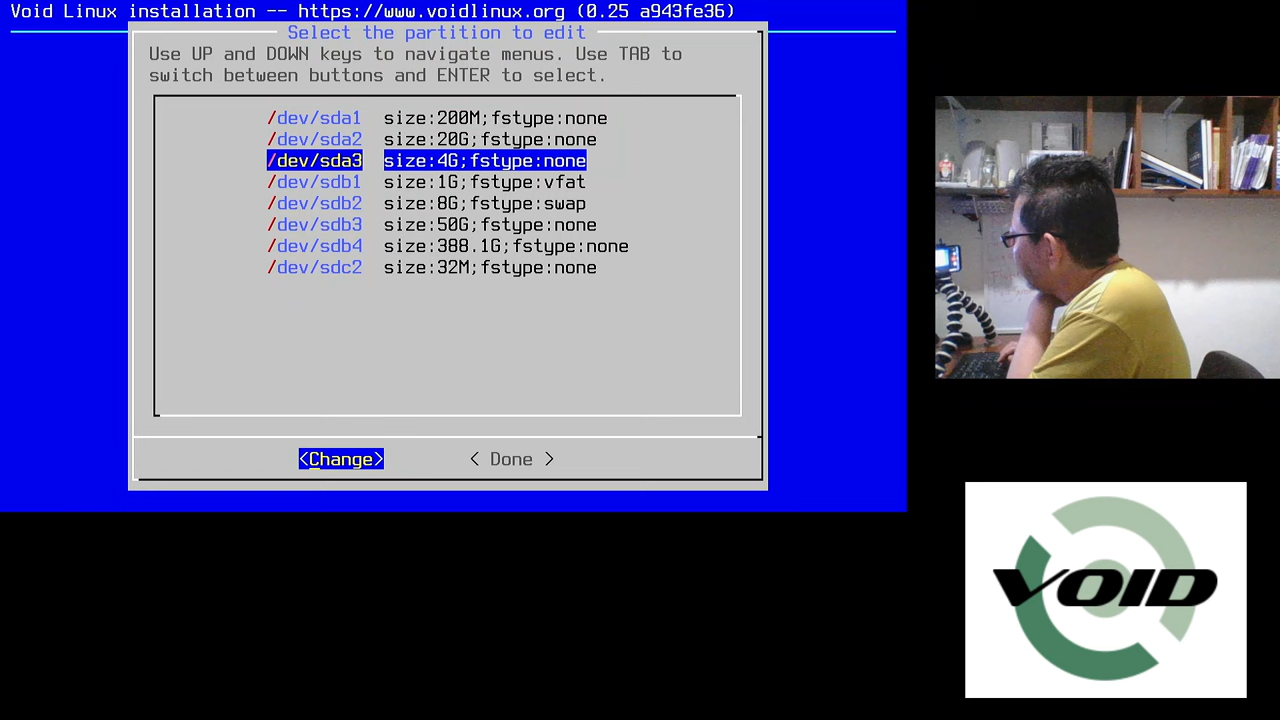 Void Linux installation -- https://www.voidlinux.org (0.25 a943fe36)
Select the partition to edit
Use UP and DOWN keys to navigate menus. Use TAB to
switch between buttons and ENTER to select.
/dev/sda1 size:200M;fstype:none
/dev/sda2 size:20G;fstype:none
/dev/sda3 size:4G;fstype:none
/dev/sdb1 size:1G;fstype:vfat
/dev/sdb2 size:8G;fstype:swap
/dev/sdb3 size:50G;fstype:none
/dev/sdb4 size:388.1G;fstype:none
/dev/sdc2 size:32M;fstype:none
<Change> < Done >
VOID